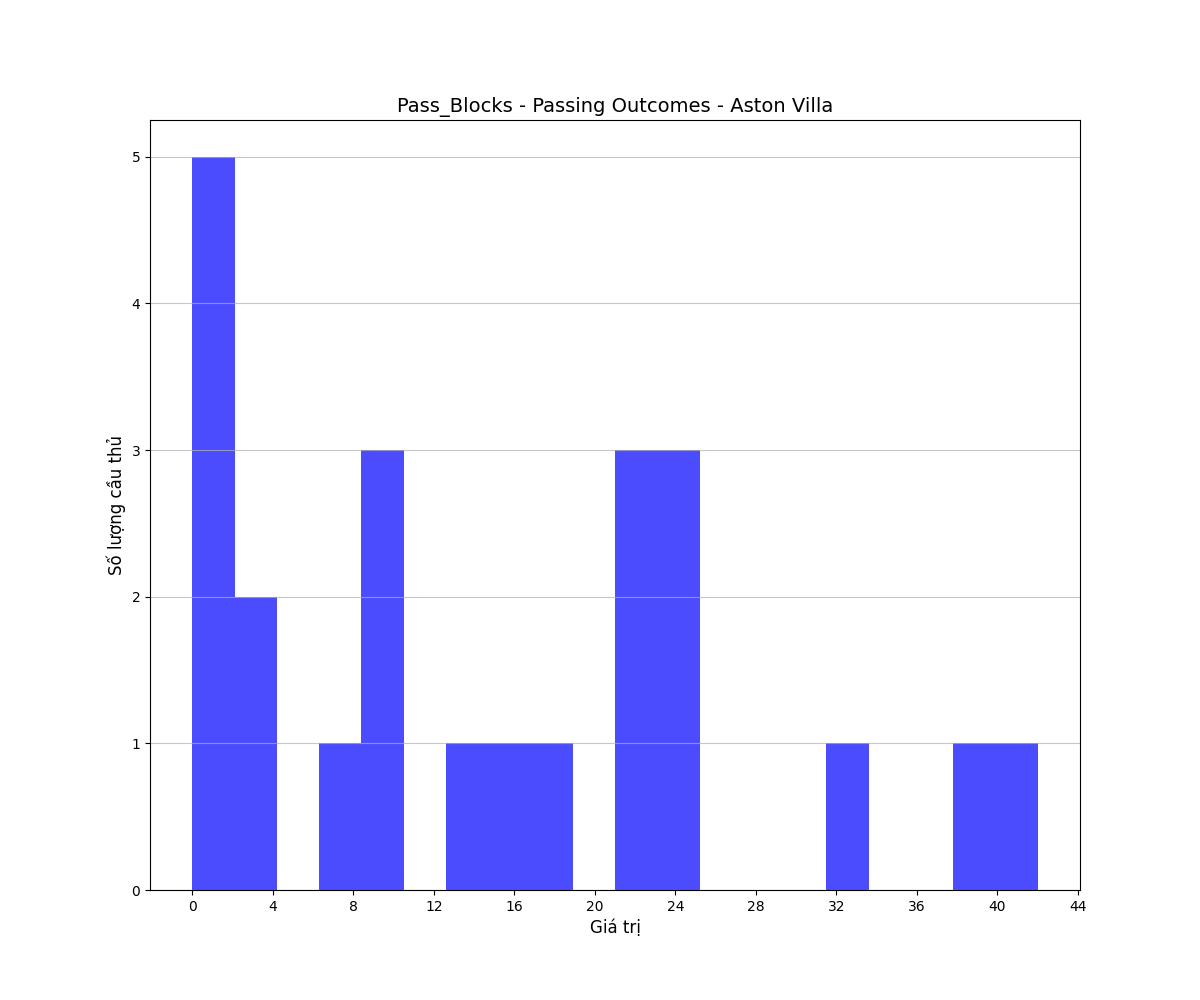 Pass_Blocks - Passing Outcomes - Aston Villa
5
4
3
2
1
0
Số lượng cầu thủ
0 4 8 12 16 20 24 28 32 36 40 44
Giá trị